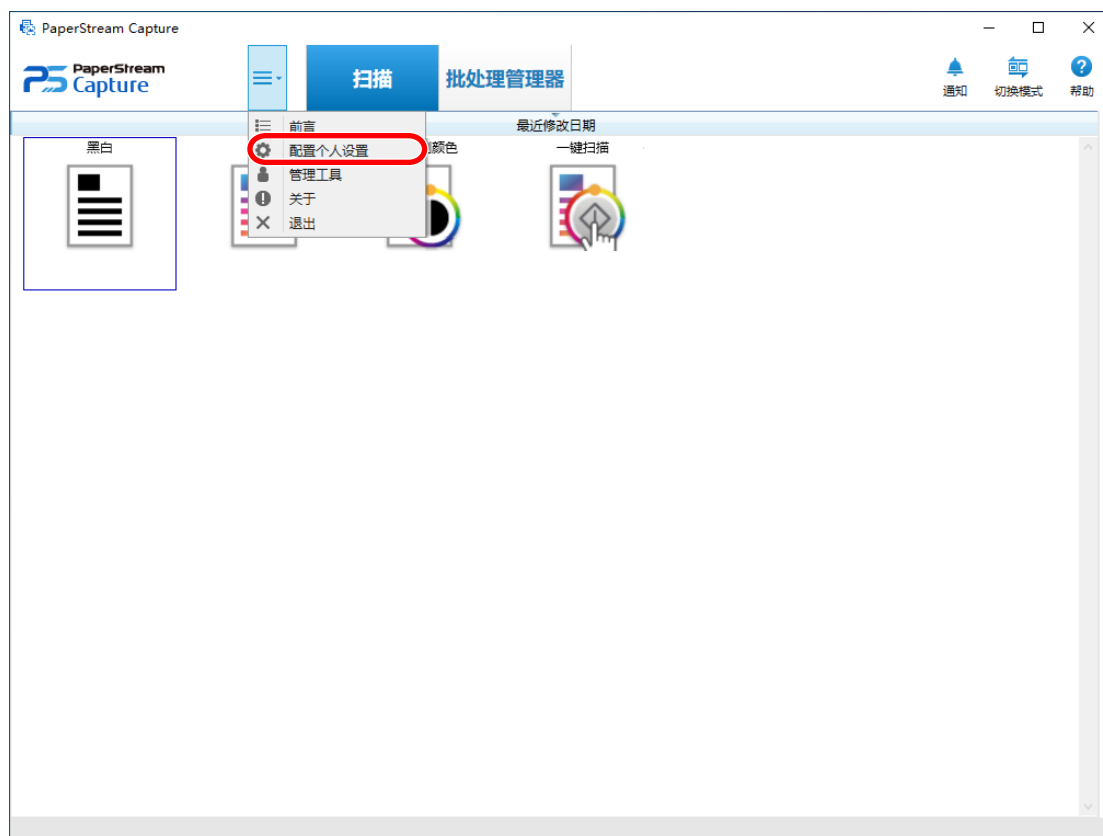 PaperStream Capture
PaperStream
Capture
扫描
批处理管理器
通知
切换模式
帮助
最近修改日期
前言
配置个人设置
管理工具
关于
退出
黑白
颜色
一键扫描